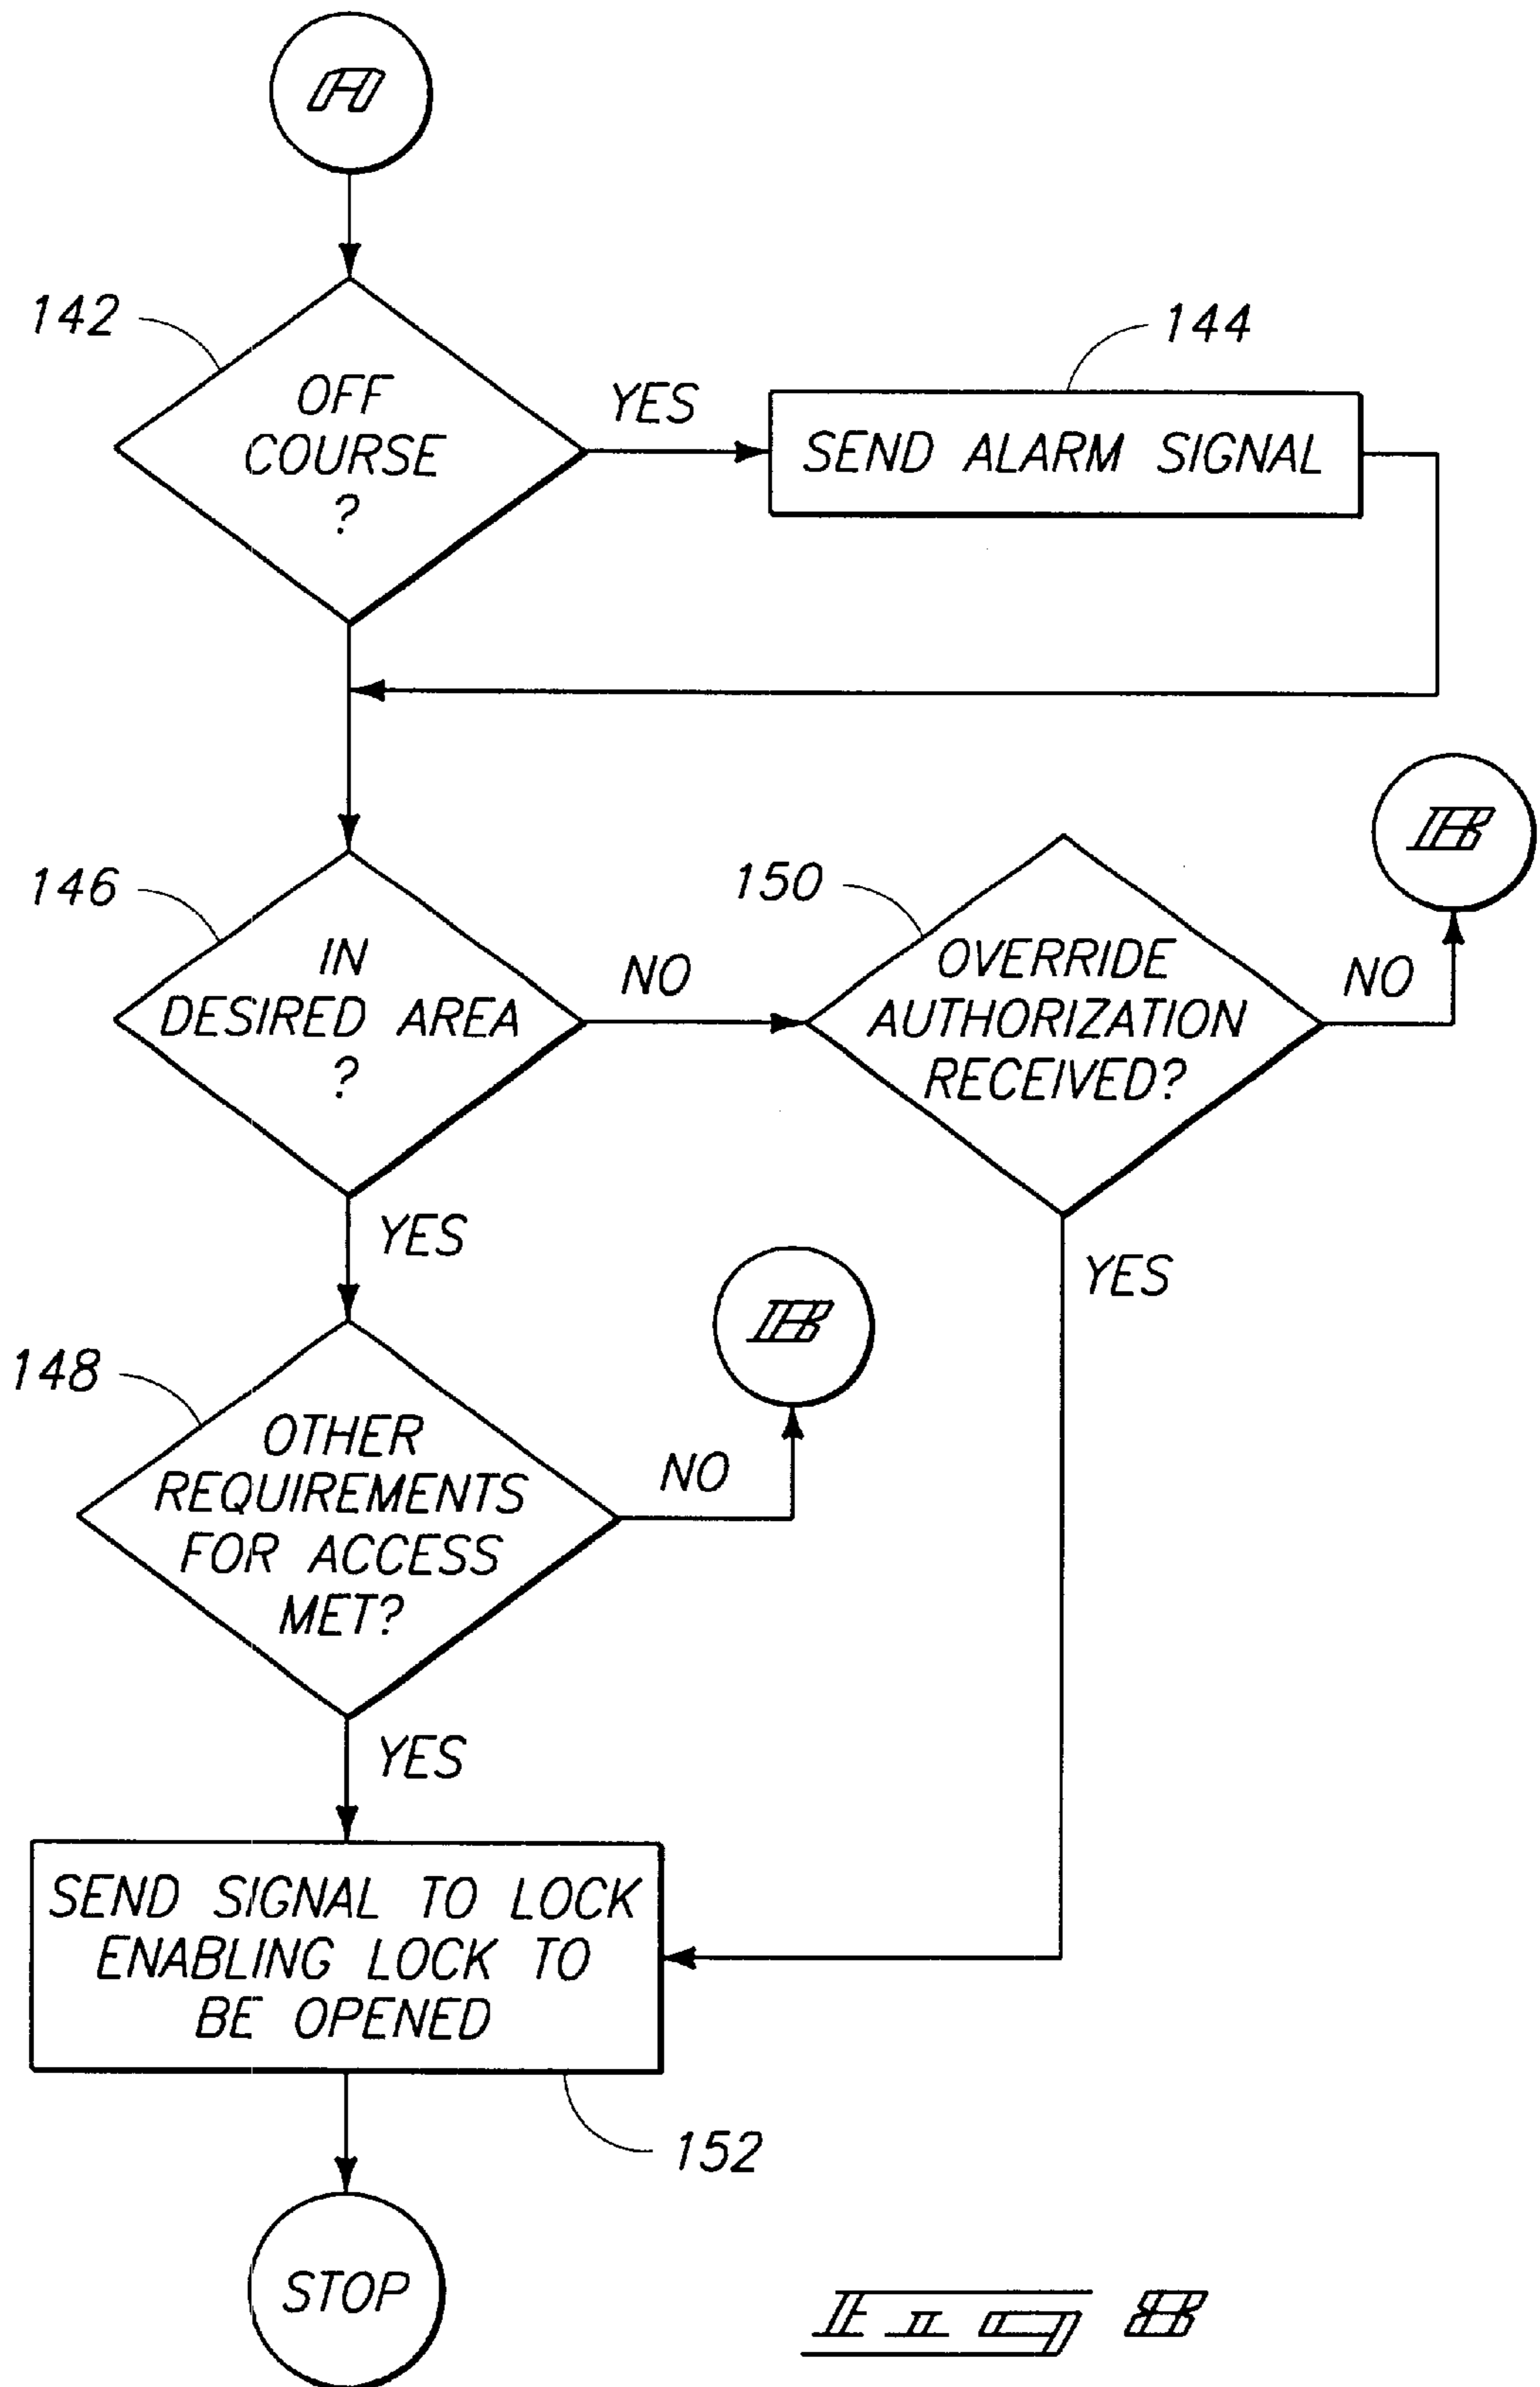 A
142
OFF
COURSE
?
YES
144
SEND ALARM SIGNAL
146
IN
DESIRED AREA
?
NO
150
OVERRIDE
AUTHORIZATION
RECEIVED?
NO
B
YES
YES
148
OTHER
REQUIREMENTS
FOR ACCESS
MET?
NO
B
YES
SEND SIGNAL TO LOCK
ENABLING LOCK TO
BE OPENED
152
STOP
Fig 8